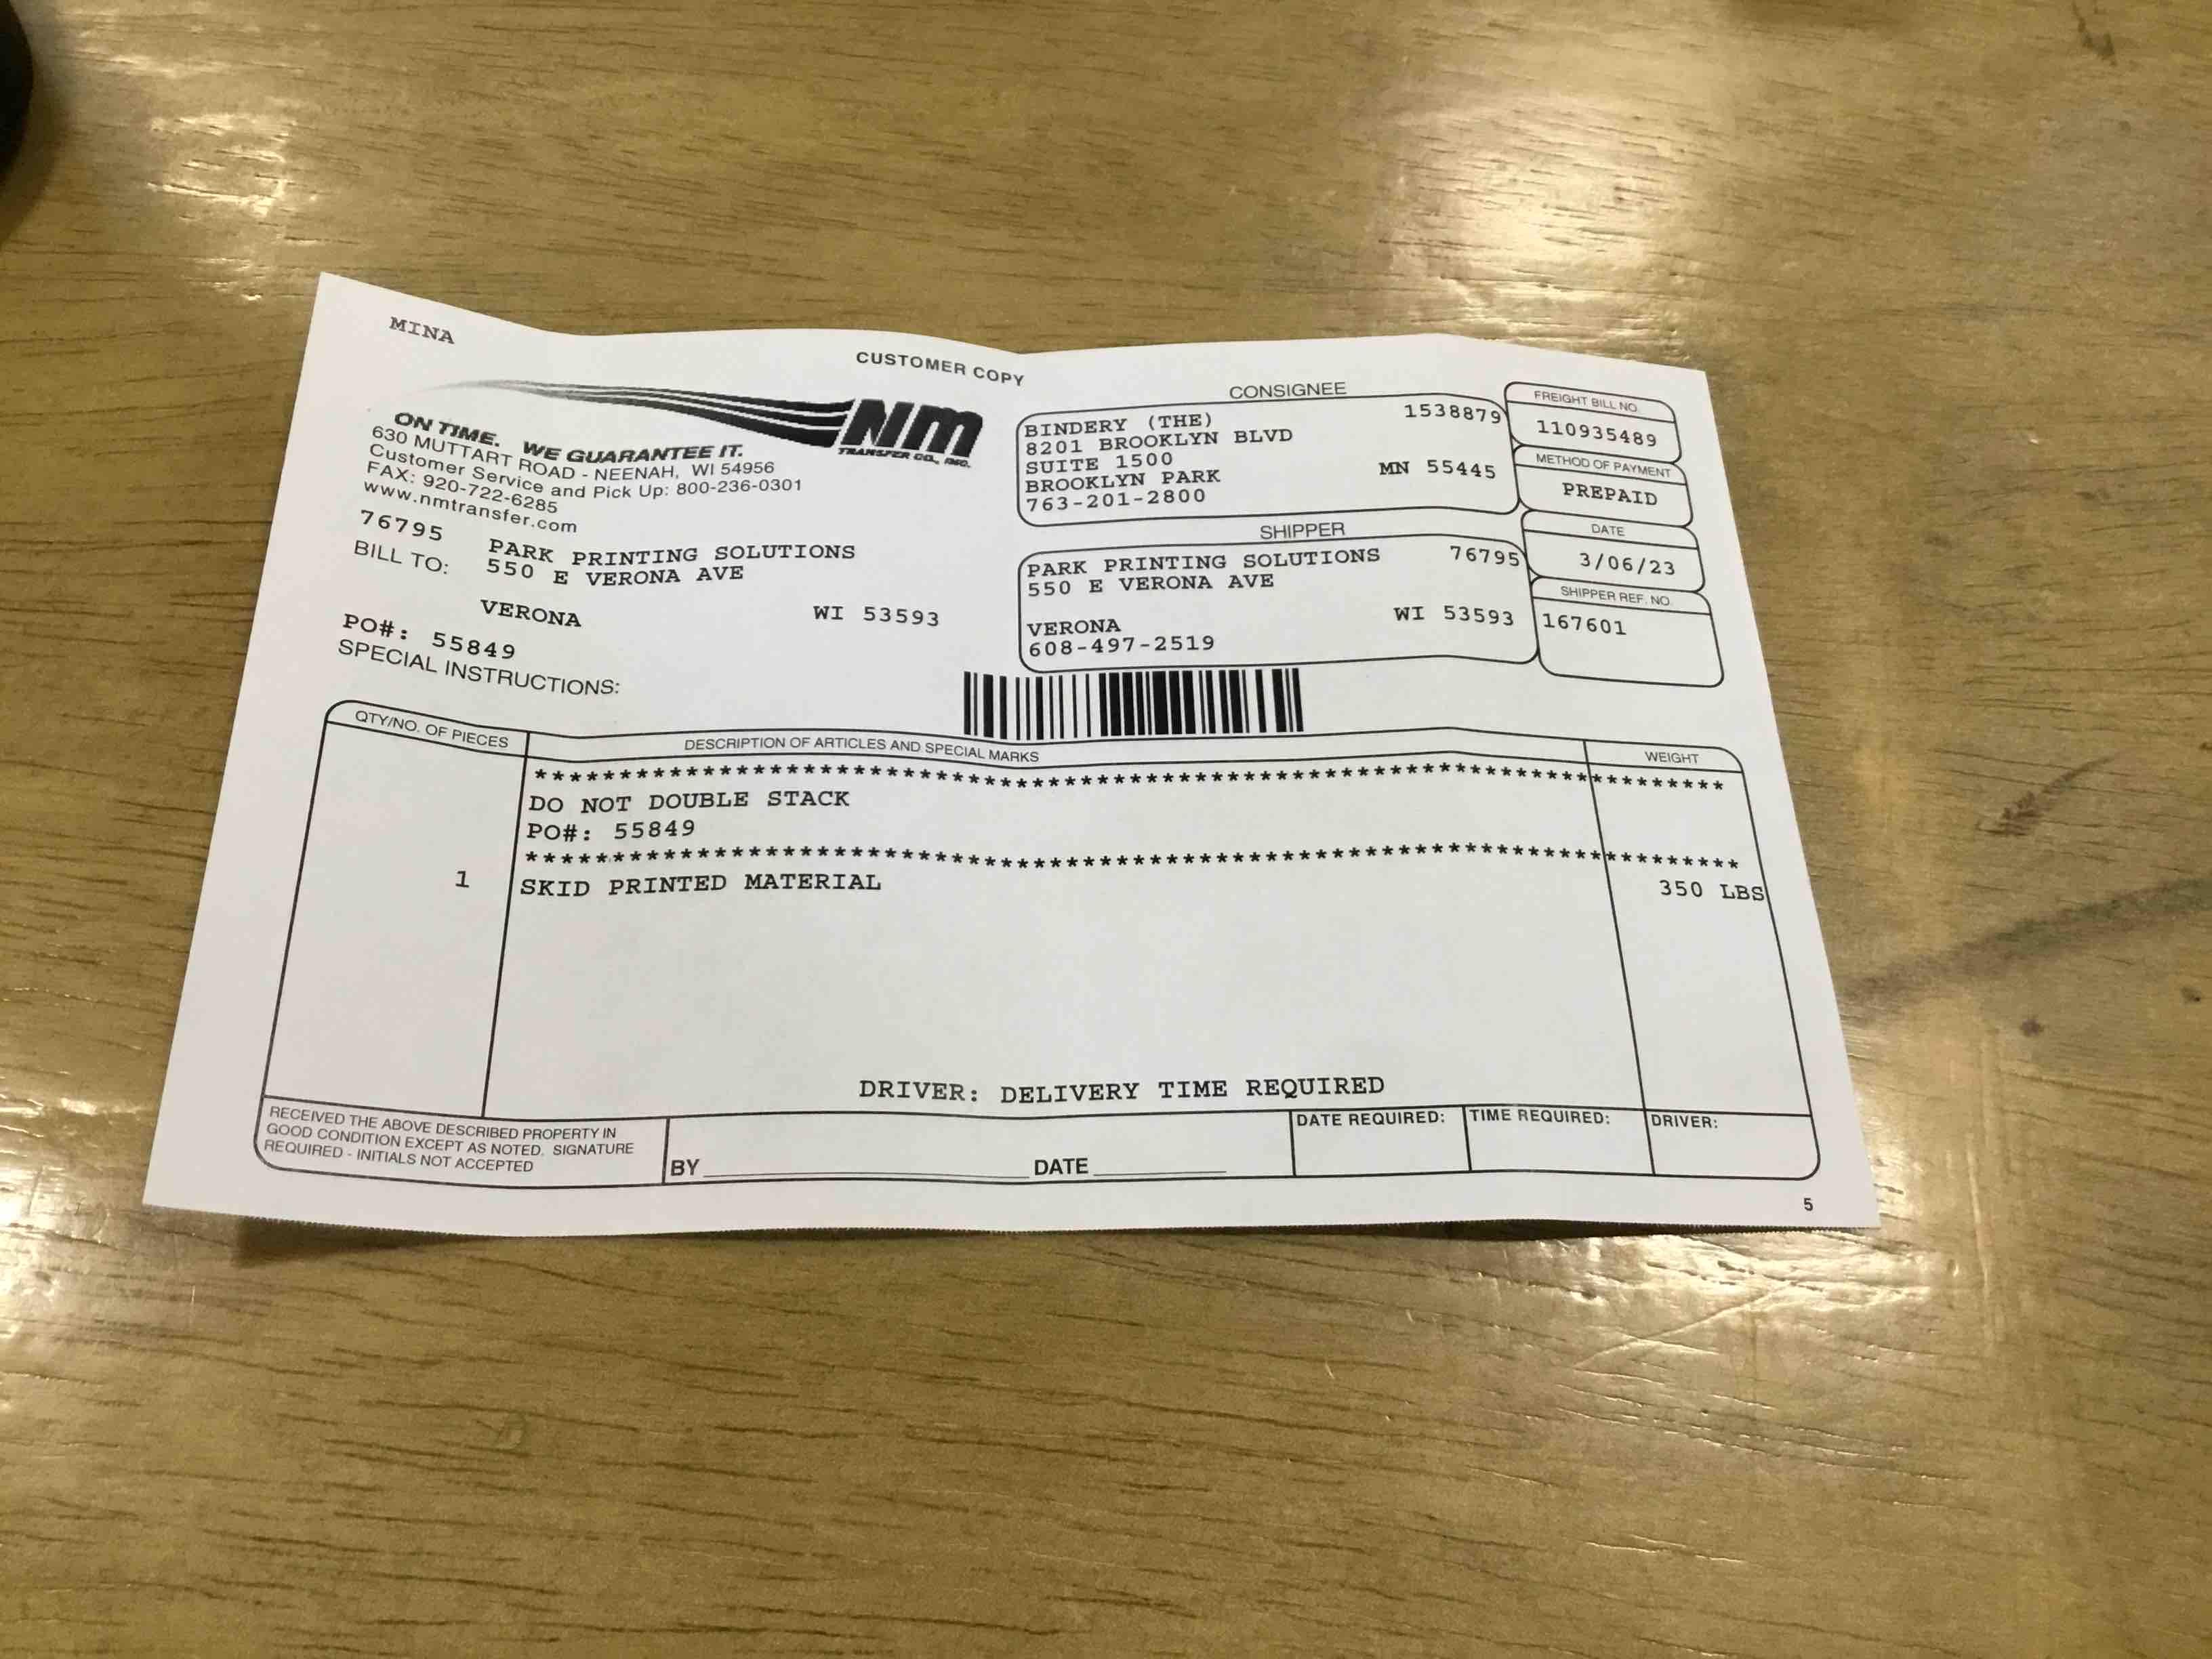 MINA
CUSTOMER COPY
NM
TRANSFER CO., INC.
ON TIME. WE GUARANTEE IT.
630 MUTTART ROAD - NEENAH, WI 54956
Customer Service and Pick Up: 800-236-0301
FAX: 920-722-6285
www.nmtransfer.com
76795 PARK PRINTING SOLUTIONS
BILL TO: 550 E VERONA AVE
VERONA WI 53593
PO#: 55849
SPECIAL INSTRUCTIONS:
CONSIGNEE
BINDERY (THE) 1538879
8201 BROOKLYN BLVD
SUITE 1500
BROOKLYN PARK MN 55445
763-201-2800
SHIPPER
PARK PRINTING SOLUTIONS 76795
550 E VERONA AVE
VERONA WI 53593
608-497-2519
FREIGHT BILL NO.
110935489
METHOD OF PAYMENT
PREPAID
DATE
3/06/23
SHIPPER REF. NO.
167601
QTY/NO. OF PIECES DESCRIPTION OF ARTICLES AND SPECIAL MARKS WEIGHT
**********************************************************************
DO NOT DOUBLE STACK
PO#: 55849
**********************************************************************
1 SKID PRINTED MATERIAL 350 LBS
DRIVER: DELIVERY TIME REQUIRED
RECEIVED THE ABOVE DESCRIBED PROPERTY IN
GOOD CONDITION EXCEPT AS NOTED. SIGNATURE
REQUIRED - INITIALS NOT ACCEPTED
BY DATE
DATE REQUIRED: TIME REQUIRED: DRIVER:
5